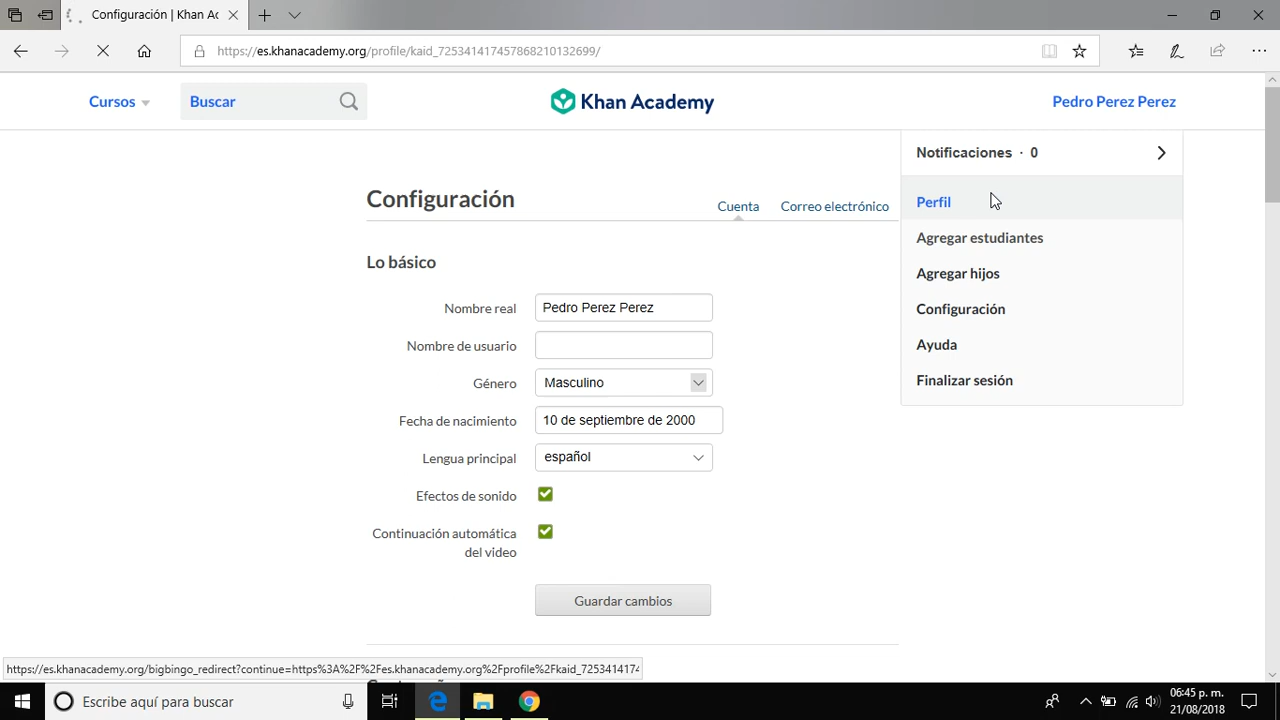 Configuración | Khan Ac
https://es.khanacademy.org/profile/kaid_725341417457868210132699/
Cursos
Buscar
Khan Academy
Pedro Perez Perez
Notificaciones · 0
Perfil
Agregar estudiantes
Agregar hijos
Configuración
Ayuda
Finalizar sesión
Configuración
Cuenta
Correo electrónico
Lo básico
Nombre real
Pedro Perez Perez
Nombre de usuario
Género
Masculino
Fecha de nacimiento
10 de septiembre de 2000
Lengua principal
español
Efectos de sonido
Continuación automática
del video
Guardar cambios
https://es.khanacademy.org/bigbingo_redirect?continue=https%3A%2F%2Fes.khanacademy.org%2Fprofile%2Fkaid_7253414174
Escribe aquí para buscar
06:45 p. m.
21/08/2018